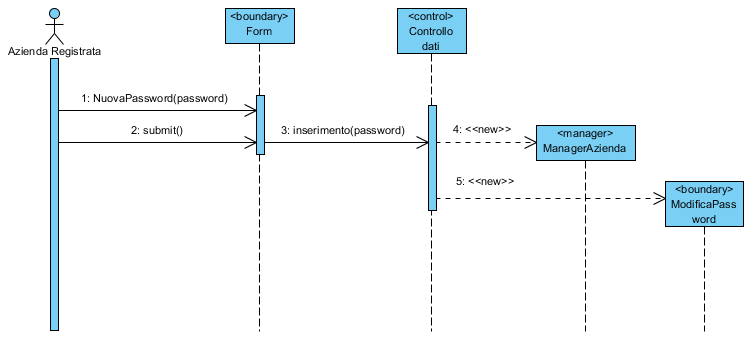 <boundary>
Form
<control>
Controllo
dati
Azienda Registrata
1: NuovaPassword(password)
2: submit()
3: inserimento(password)
4: <<new>>
<manager>
ManagerAzienda
5: <<new>>
<boundary>
ModificaPass
word